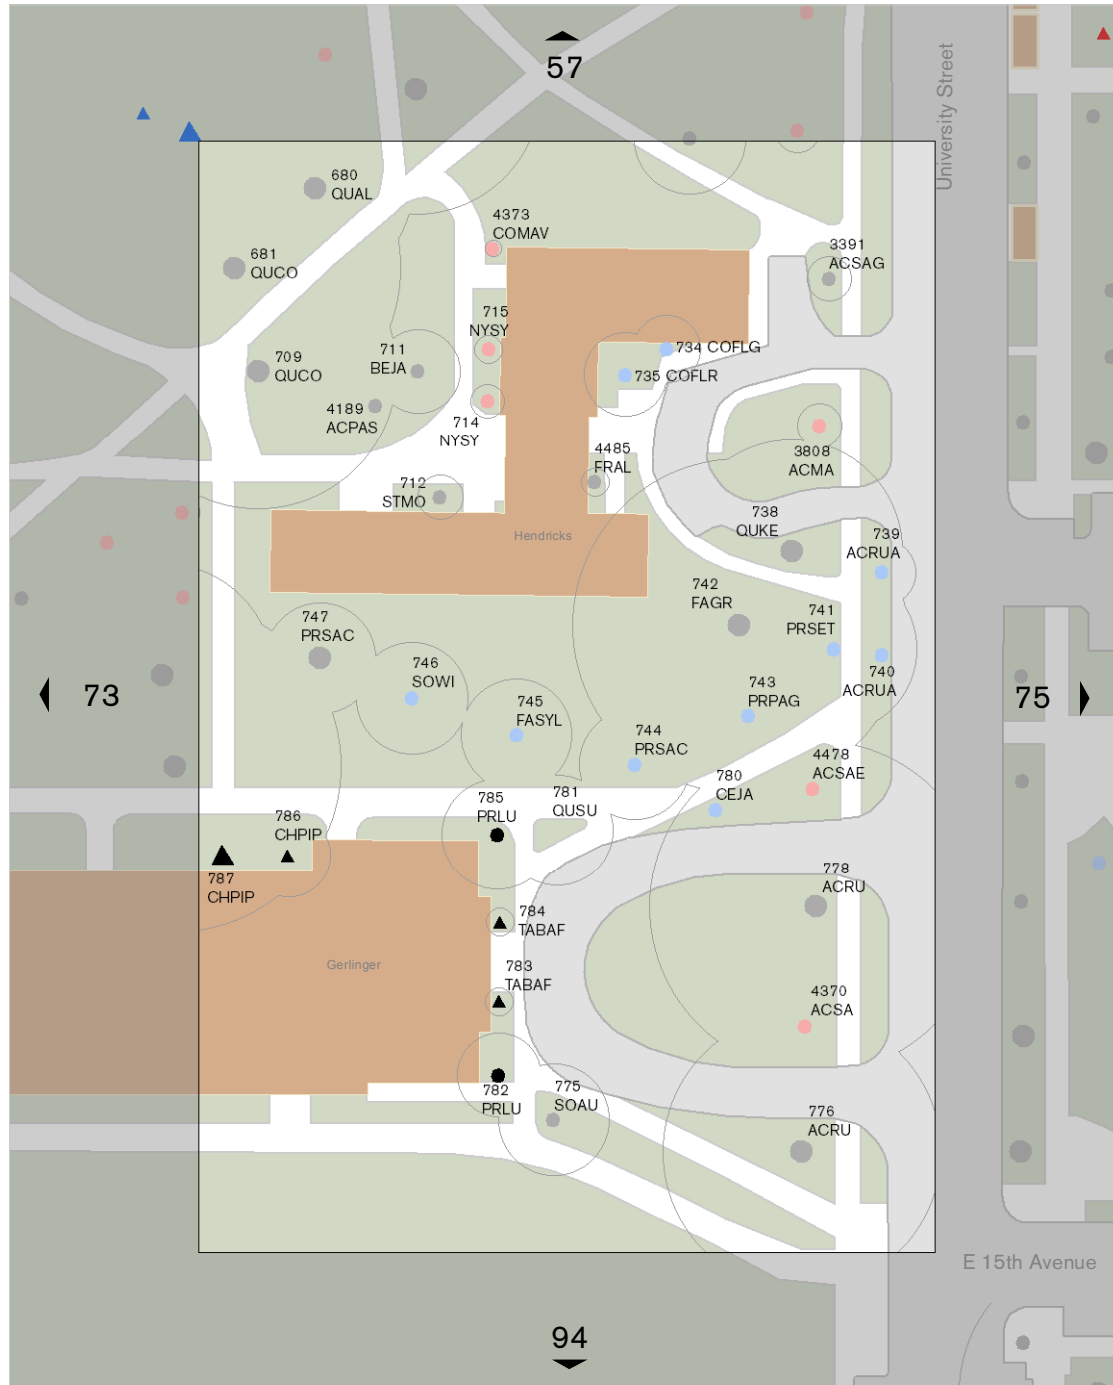 57
University Street
680
QUAL
4373
COMAV
681
QUCO
3391
ACSAG
715
NYSY
711
BEJA
709
QUCO
734 COFLG
735 COFLR
4189
ACPAS
714
NYSY
4485
FRAL
3808
ACMA
712
STMO
738
QUKE
Hendricks
739
ACRUA
742
FAGR
741
PRSET
747
PRSAC
746
SOWI
745
FASYL
743
PRPAG
740
ACRUA
73
75
744
PRSAC
4478
ACSAE
780
CEJA
781
QUSU
785
PRLU
786
CHPIP
787
CHPIP
778
ACRU
784
TABAF
Gerlinger
783
TABAF
4370
ACSA
782
PRLU
775
SOAU
776
ACRU
E 15th Avenue
94